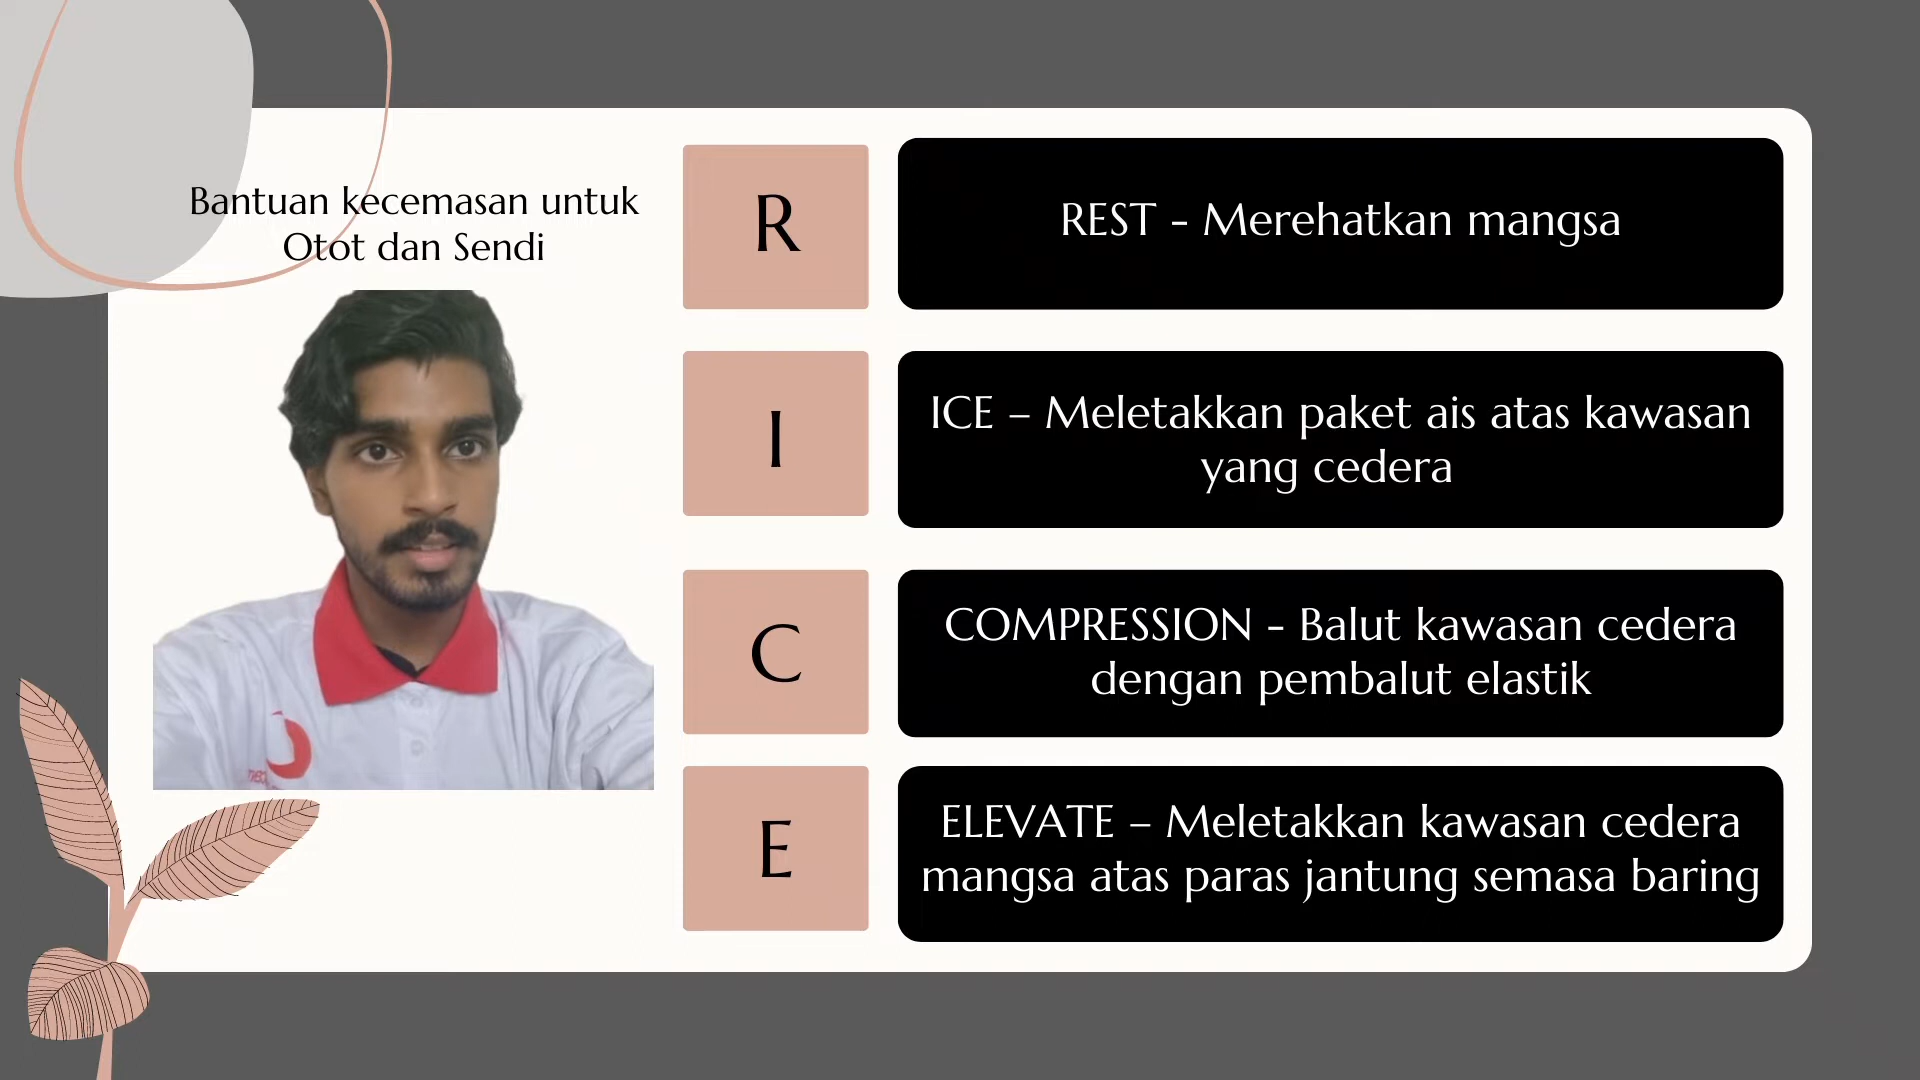 Bantuan kecemasan untuk
Otot dan Sendi
R
REST - Merehatkan mangsa
I
ICE – Meletakkan paket ais atas kawasan
yang cedera
C
COMPRESSION - Balut kawasan cedera
dengan pembalut elastik
E
ELEVATE – Meletakkan kawasan cedera
mangsa atas paras jantung semasa baring